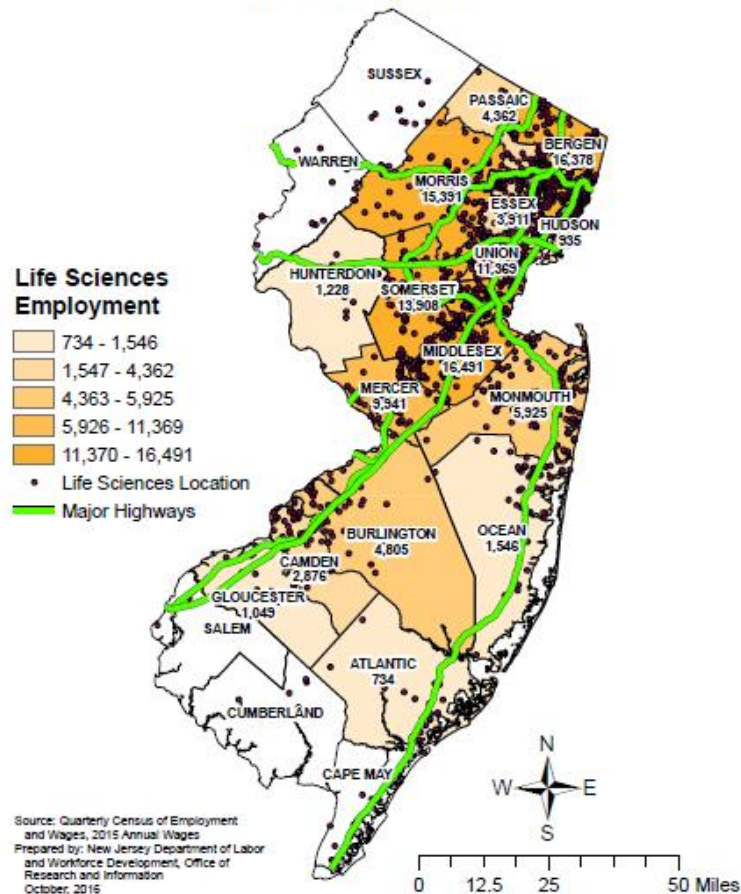 SUSSEX
PASSAIC
4,362
BERGEN
16,378
WARREN
MORRIS
15,391
ESSEX
3,911
HUDSON
935
UNION
11,369
HUNTERDON
1,228
SOMERSET
13,908
MIDDLESEX
16,491
MERCER
9,941
MONMOUTH
5,925
Life Sciences
Employment
734 - 1,546
1,547 - 4,362
4,363 - 5,925
5,926 - 11,369
11,370 - 16,491
Life Sciences Location
Major Highways
OCEAN
1,546
BURLINGTON
4,805
CAMDEN
2,876
GLOUCESTER
1,049
SALEM
ATLANTIC
734
CUMBERLAND
CAPE MAY
N
W E
S
Source: Quarterly Census of Employment
and Wages, 2015 Annual Wages
Prepared by: New Jersey Department of Labor
and Workforce Development, Office of
Research and Information
October, 2016
0 12.5 25 50 Miles